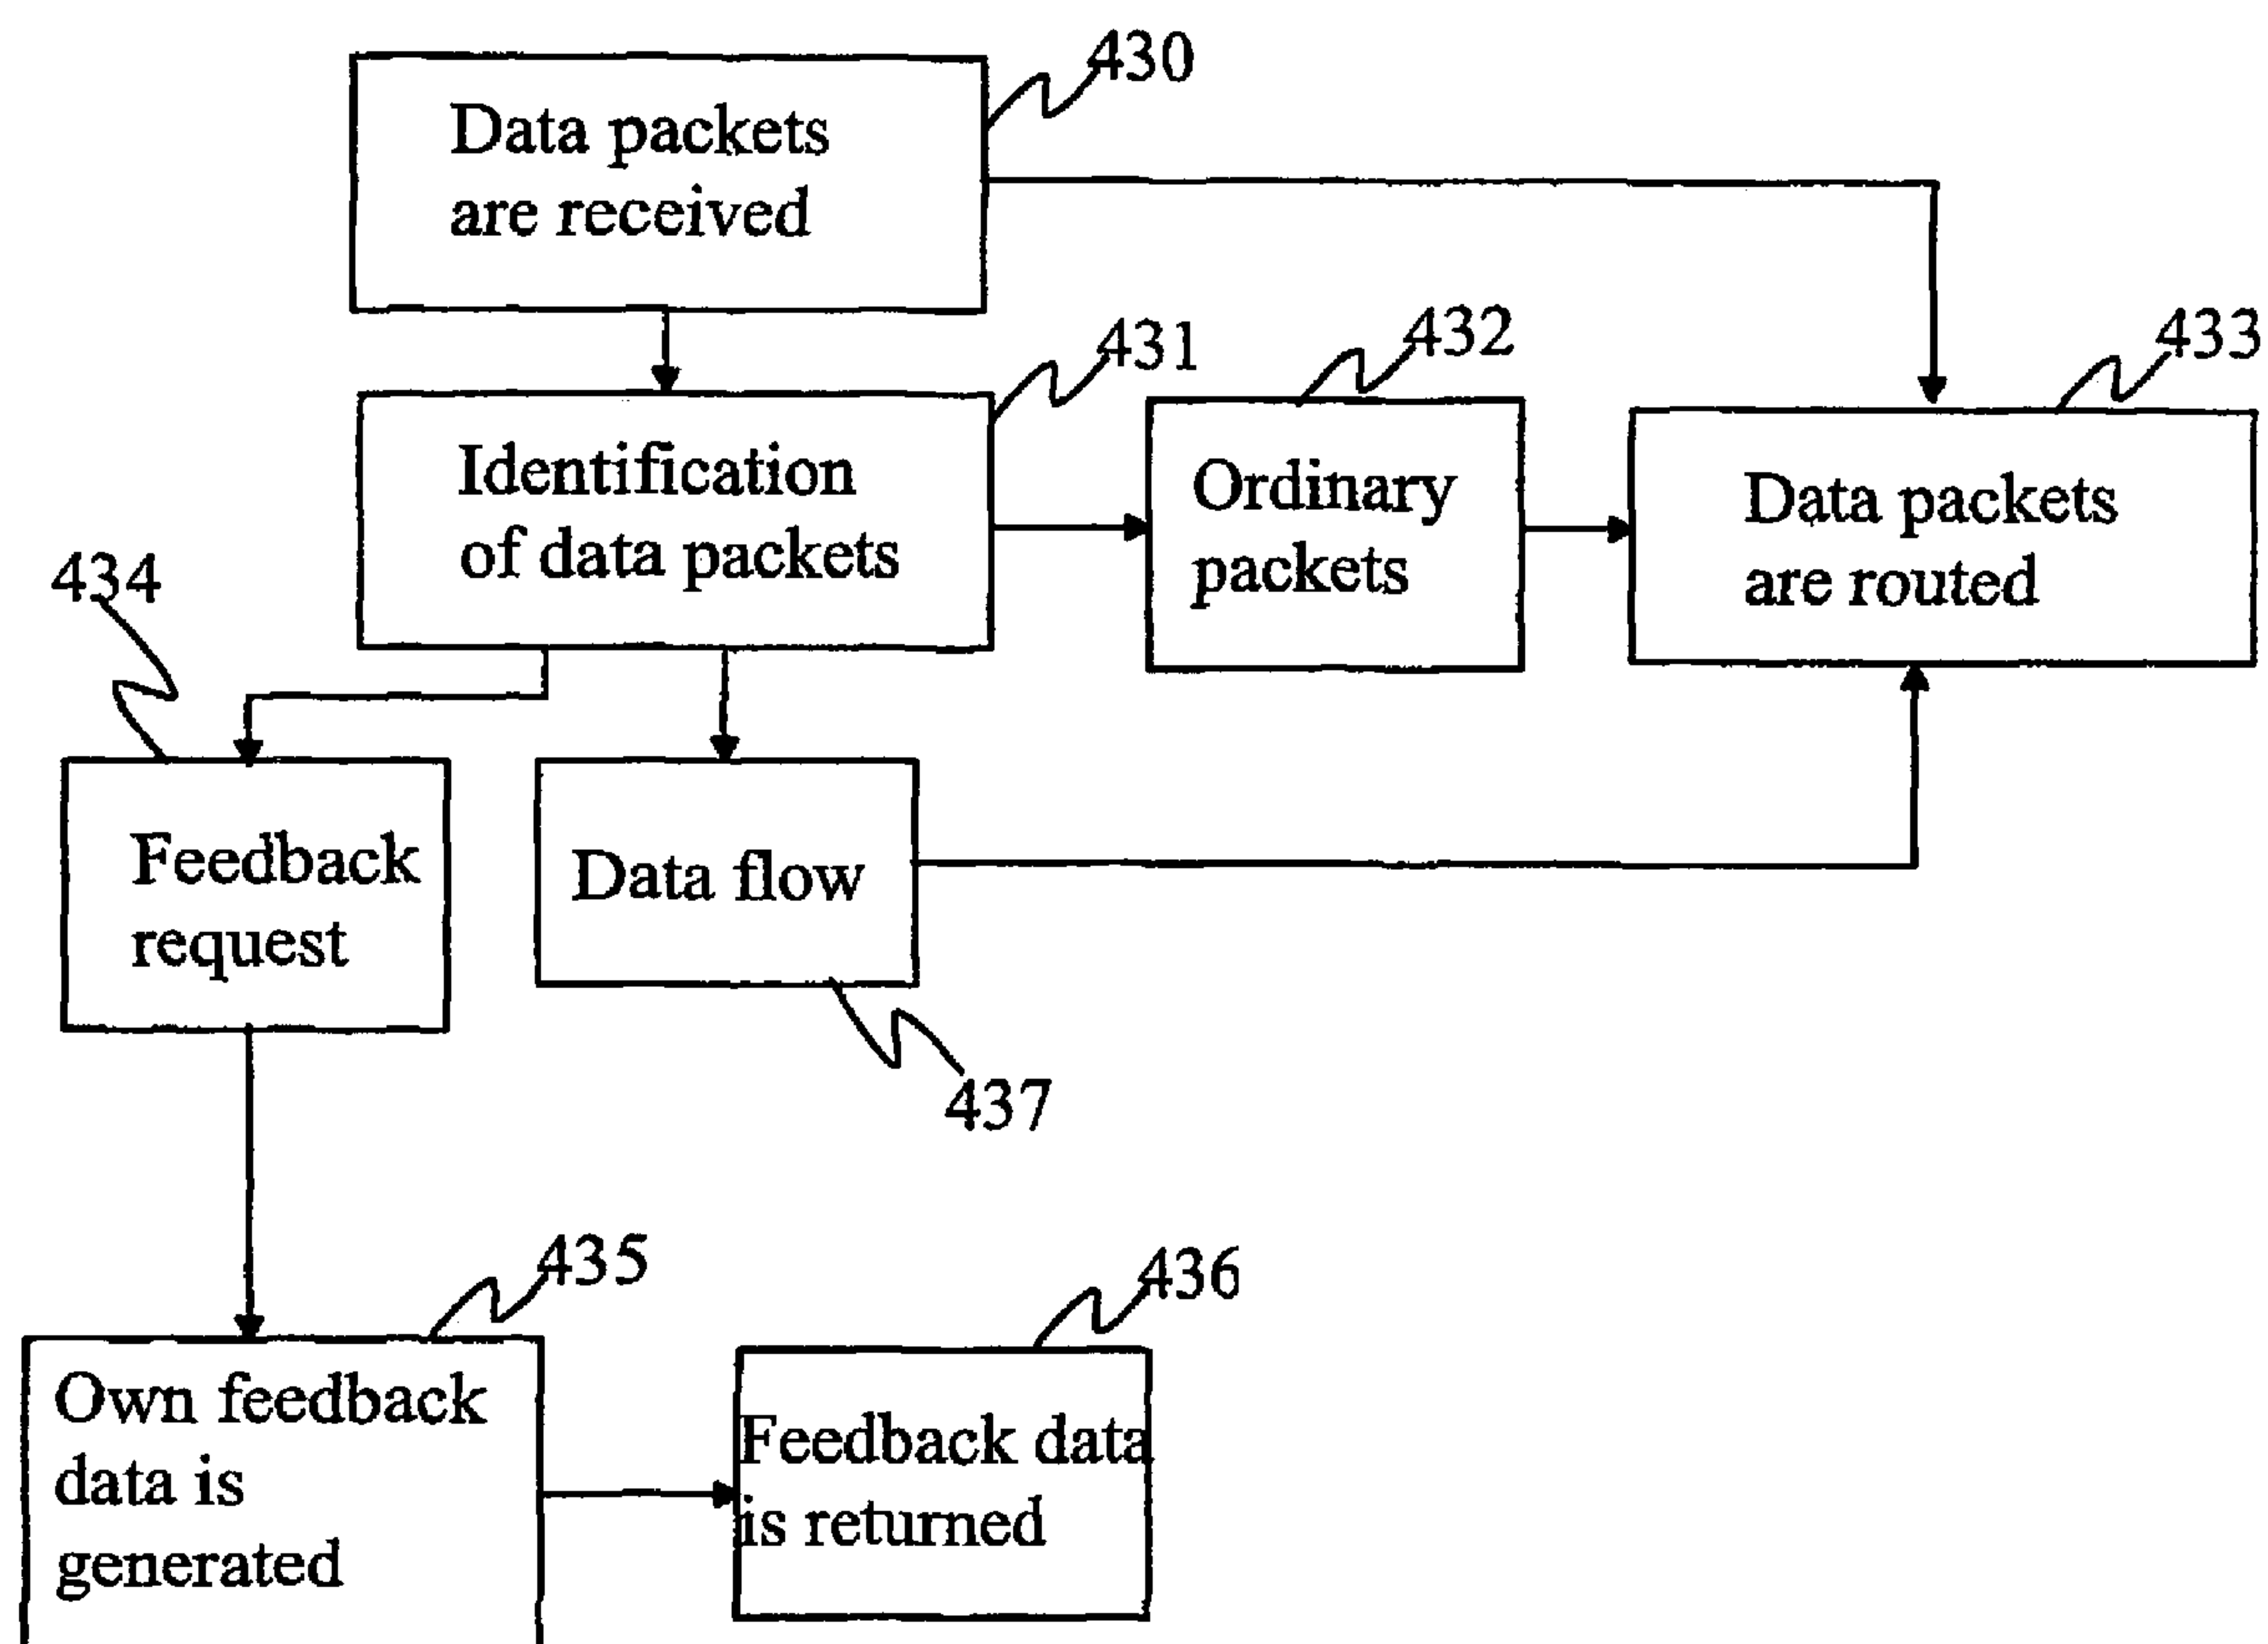 430
Data packets
are received
431
432
433
Identification
of data packets
Ordinary
packets
Data packets
are routed
434
Feedback
request
Data flow
437
435
436
Own feedback
data is
generated
Feedback data
is returned